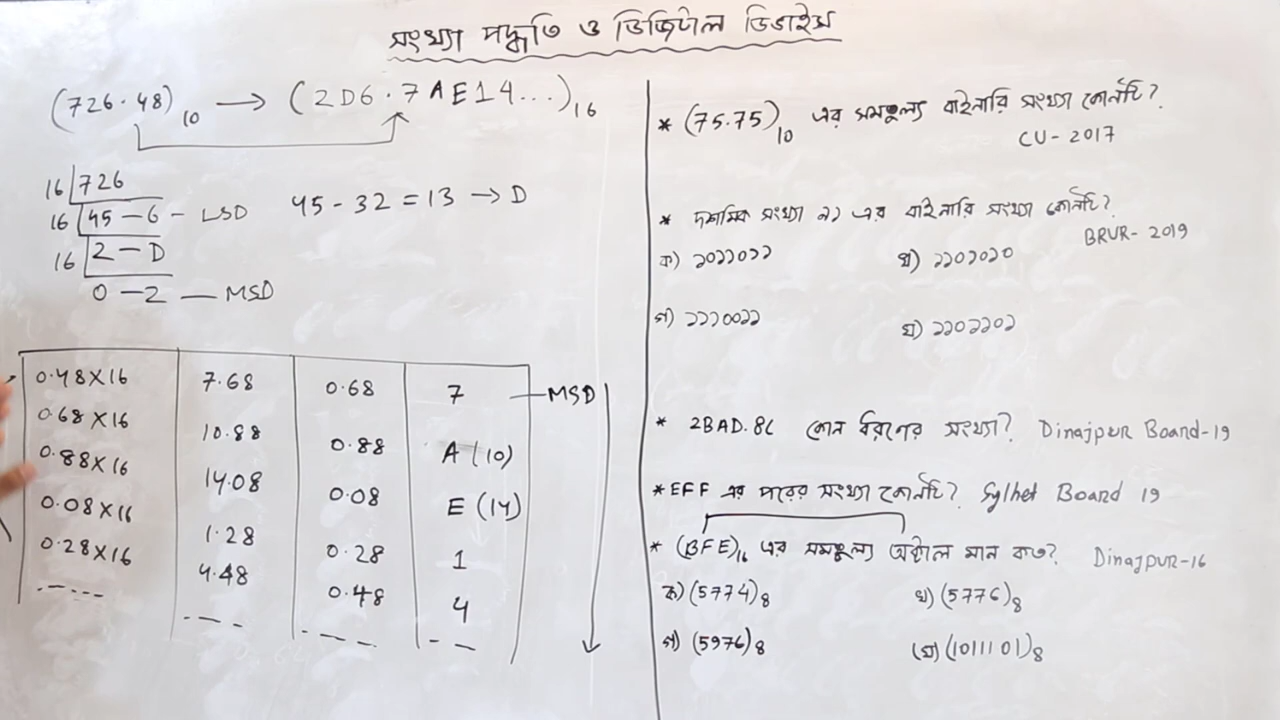 সংখ্যা পদ্ধতি ও ডিজিটাল ডিভাইস
(726.48)10 → (2D6.7AE14...)16
16 726
16 45 - 6 - LSD
45 - 32 = 13 → D
16 2 - D
0 - 2 - MSD
0.48×16 7.68 0.68 7 - MSD
0.68×16 10.88 0.88 A (10)
0.88×16 14.08 0.08 E (14)
0.08×16 1.28 0.28 1
0.28×16 4.48 0.48 4
----- ---- ---- ---
* (75.75)10 এর সমতুল্য বাইনারি সংখ্যা কোনটি?
CU - 2017
* দশমিক সংখ্যা ৯১ এর বাইনারি সংখ্যা কোনটি?
BRUR - 2019
ক) ১০১১০১১
খ) ১১০১০১০
গ) ১১১০০১১
ঘ) ১১০১১০১
* 2BAD.8C কোন ধরণের সংখ্যা? Dinajpur Board-19
* EFF এর পরের সংখ্যা কোনটি? Sylhet Board 19
* (BFE)16 এর সমতুল্য অক্টাল মান কত? Dinajpur-16
ক) (5774)8
খ) (5776)8
গ) (5976)8
(ঘ) (1011101)8